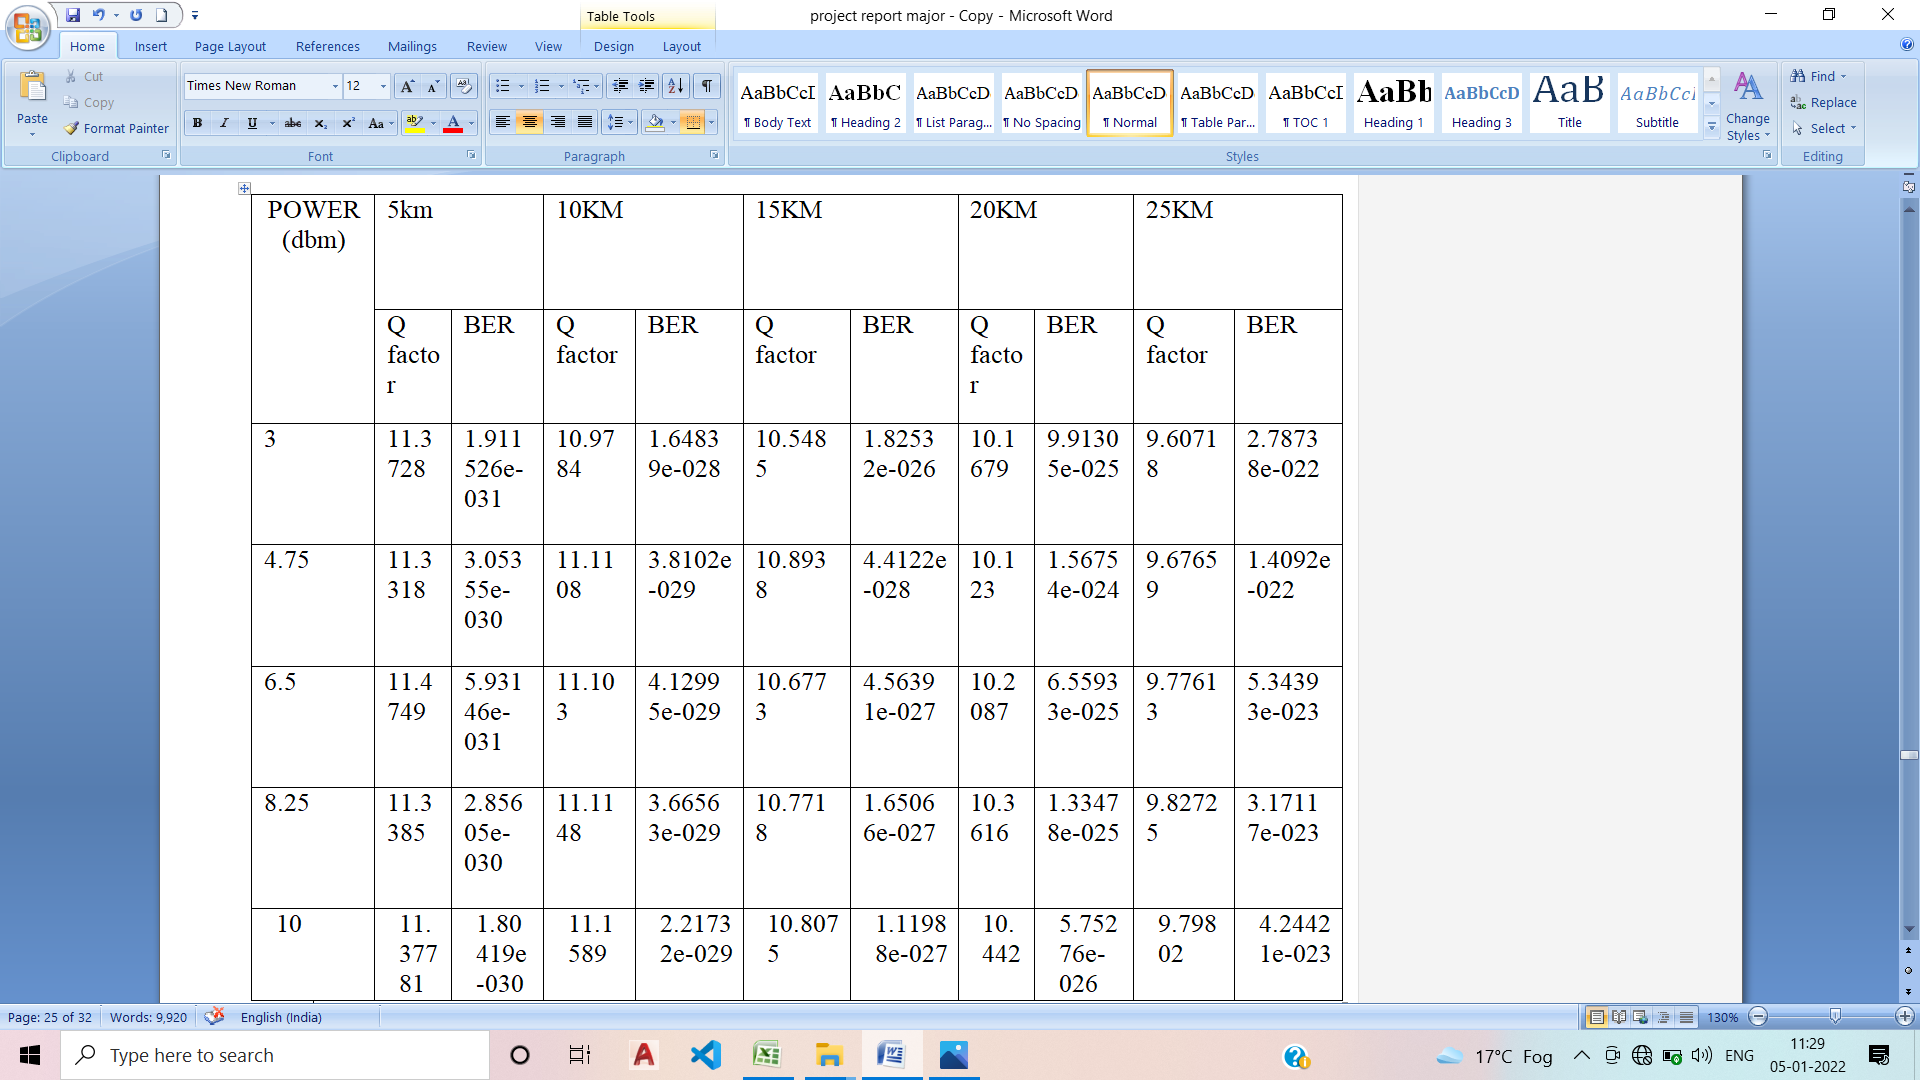 project report major - Copy - Microsoft Word
Table Tools
Home Insert Page Layout References Mailings Review View Design Layout
Paste
Cut
Copy
Format Painter
Clipboard
Times New Roman 12
B I U abc x₂ x² Aa ab A
Font
Paragraph
AaBbCcI AaBbC AaBbCcD AaBbCcD AaBbCcD AaBbCcD AaBbCcI AaBb AaBbCcD AaB AaBbCcI
¶ Body Text ¶ Heading 2 ¶ List Parag... ¶ No Spacing ¶ Normal ¶ Table Par... ¶ TOC 1 Heading 1 Heading 3 Title Subtitle
Change Styles
Styles
Find
Replace
Select
Editing
POWER (dbm) 5km 10KM 15KM 20KM 25KM
Q factor BER Q factor BER Q factor BER Q factor BER Q factor BER
3 11.3728 1.911526e-031 10.9784 1.64839e-028 10.5485 1.82532e-026 10.1679 9.91305e-025 9.60718 2.78738e-022
4.75 11.3318 3.05355e-030 11.1108 3.8102e-029 10.8938 4.4122e-028 10.123 1.56754e-024 9.67659 1.4092e-022
6.5 11.4749 5.93146e-031 11.103 4.12995e-029 10.6773 4.56391e-027 10.2087 6.55933e-025 9.77613 5.34393e-023
8.25 11.3385 2.85605e-030 11.1148 3.66563e-029 10.7718 1.65066e-027 10.3616 1.33478e-025 9.82725 3.17117e-023
10 11.37781 1.80419e-030 11.1589 2.21732e-029 10.8075 1.11988e-027 10.442 5.75276e-026 9.79802 4.24421e-023
Page: 25 of 32 Words: 9,920 English (India) 130%
Type here to search
17°C Fog ENG
11:29
05-01-2022